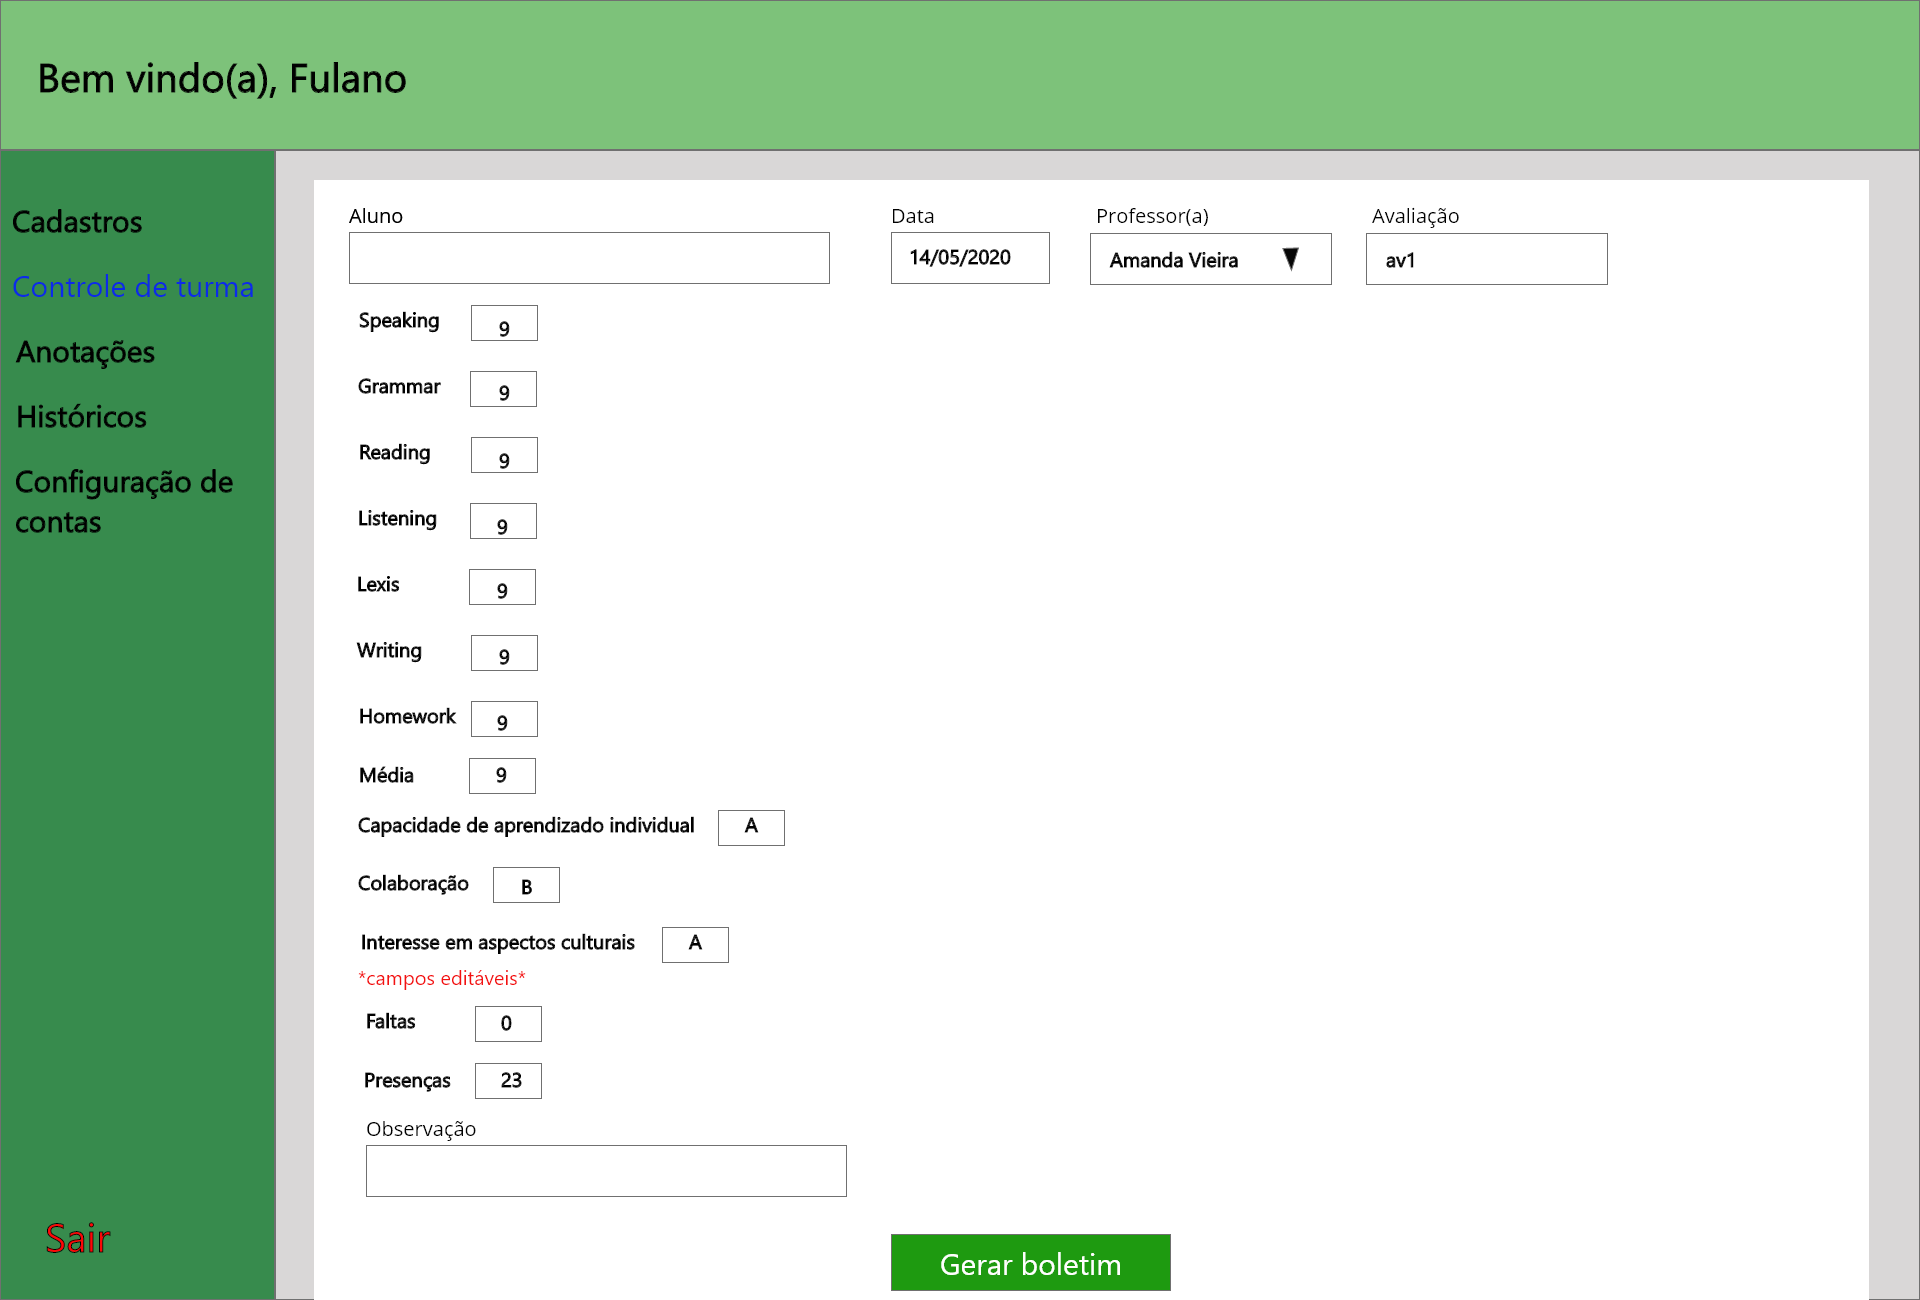 Bem vindo(a), Fulano
Cadastros
Controle de turma
Anotações
Históricos
Configuração de
contas
Sair
Aluno
Data
14/05/2020
Professor(a)
Amanda Vieira
Avaliação
av1
Speaking 9
Grammar 9
Reading 9
Listening 9
Lexis 9
Writing 9
Homework 9
Média 9
Capacidade de aprendizado individual A
Colaboração B
Interesse em aspectos culturais A
*campos editáveis*
Faltas 0
Presenças 23
Observação
Gerar boletim